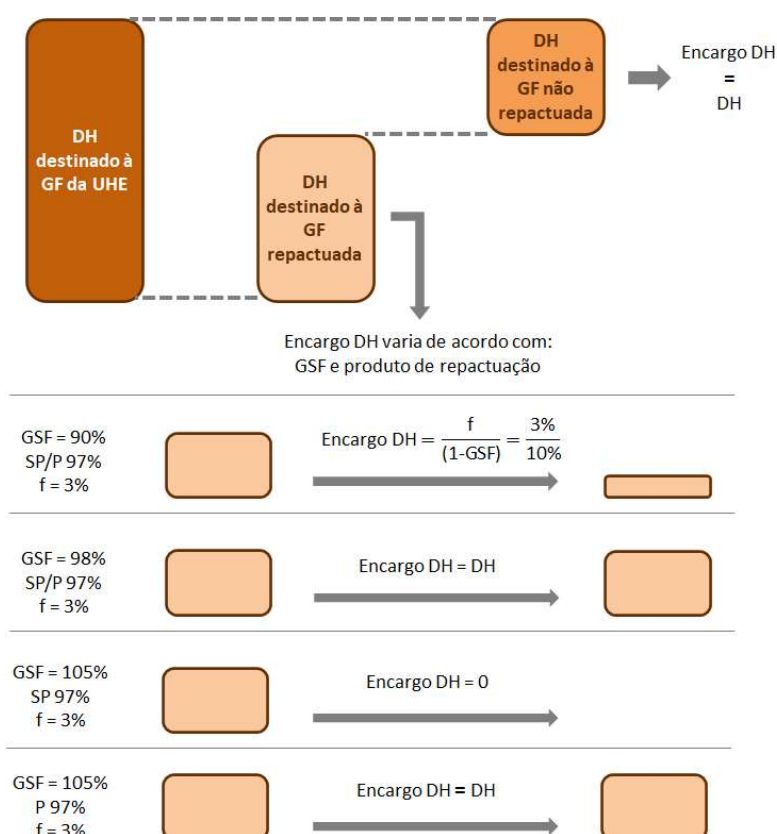 DH
destinado à
GF da UHE
DH
destinado à
GF
repactuada
DH
destinado à
GF não
repactuada
Encargo DH
=
DH
Encargo DH varia de acordo com:
GSF e produto de repactuação
GSF = 90%
SP/P 97%
f = 3%
Encargo DH = f/(1-GSF) = 3%/10%
GSF = 98%
SP/P 97%
f = 3%
Encargo DH = DH
GSF = 105%
SP 97%
f = 3%
Encargo DH = 0
GSF = 105%
P 97%
f = 3%
Encargo DH = DH